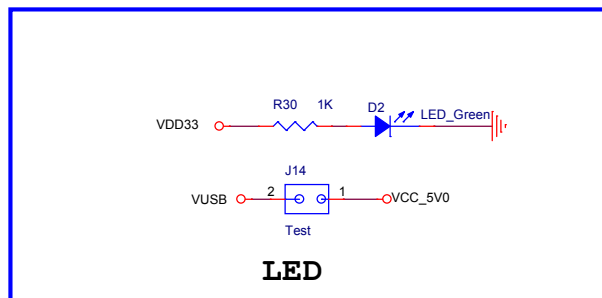 R30 1K D2
VDD33 LED_Green
J14
VUSB 2 1 VCC_5V0
Test
LED